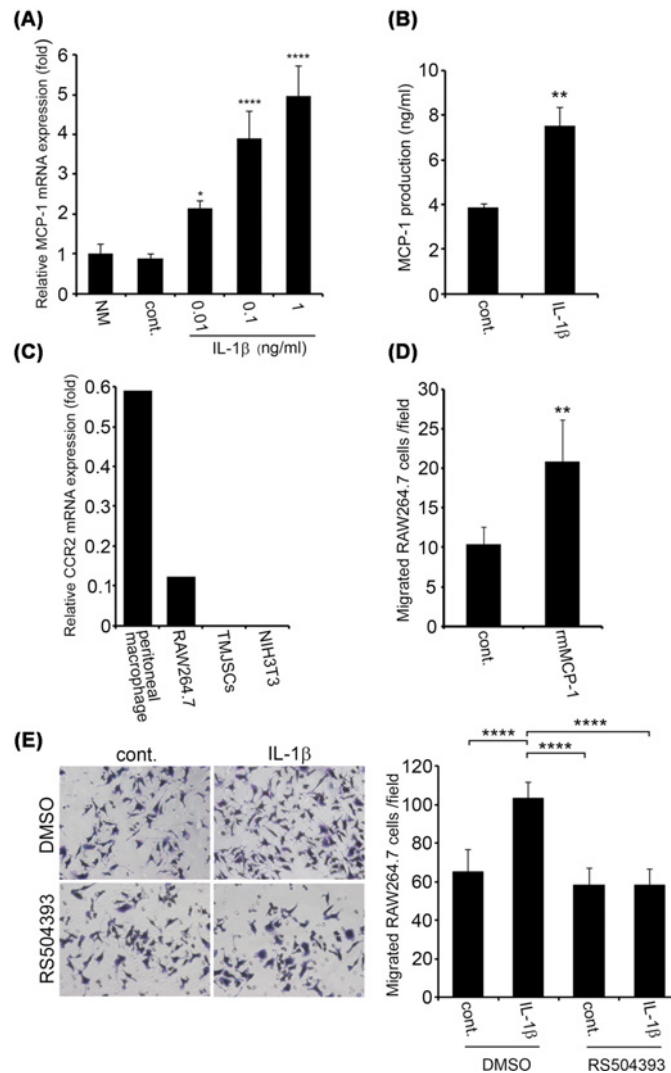 (A)
Relative MCP-1 mRNA expression (fold)
6
5
4
3
2
1
0
*
****
****
NM
cont.
0.01
0.1
1
IL-1β (ng/ml)
(B)
MCP-1 production (ng/ml)
10
8
6
4
2
0
**
cont.
IL-1β
(C)
Relative CCR2 mRNA expression (fold)
0.6
0.5
0.4
0.3
0.2
0.1
0
peritoneal
macrophage
RAW264.7
TMJSCs
NIH3T3
(D)
Migrated RAW264.7 cells /field
30
25
20
15
10
5
0
**
cont.
rmMCP-1
(E)
cont.
IL-1β
DMSO
RS504393
Migrated RAW264.7 cells /field
120
100
80
60
40
20
0
****
****
****
cont.
IL-1β
cont.
IL-1β
DMSO
RS504393